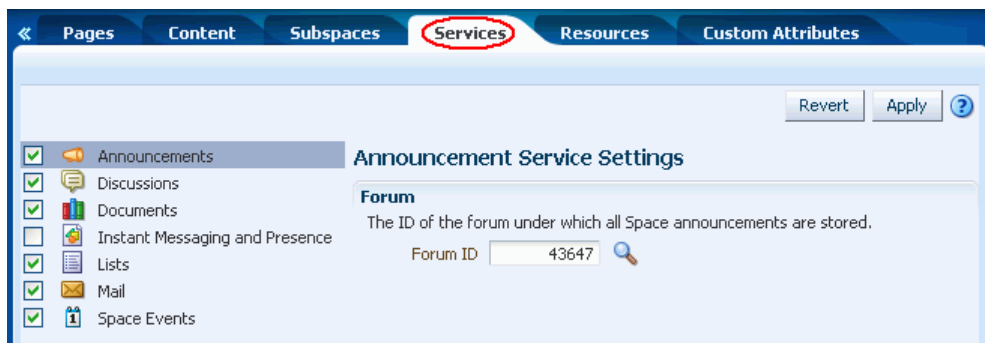 « Pages Content Subspaces Services Resources Custom Attributes
Revert Apply ?
Announcements
Discussions
Documents
Instant Messaging and Presence
Lists
Mail
1 Space Events
Announcement Service Settings
Forum
The ID of the forum under which all Space announcements are stored.
Forum ID 43647